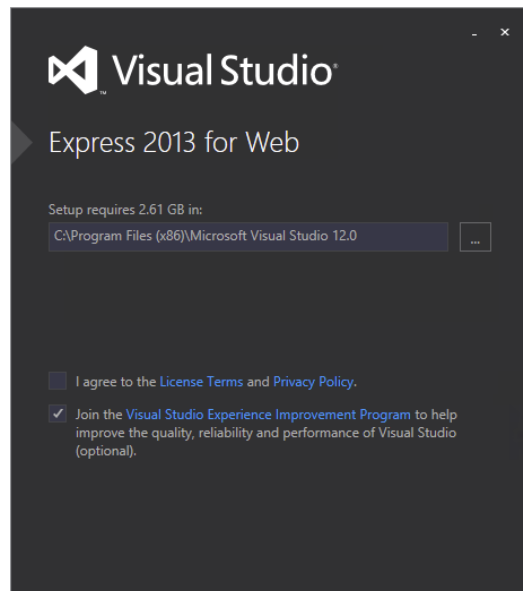 Visual Studio®
™
Express 2013 for Web
Setup requires 2.61 GB in:
C:\Program Files (x86)\Microsoft Visual Studio 12.0
...
I agree to the License Terms and Privacy Policy.
Join the Visual Studio Experience Improvement Program to help
improve the quality, reliability and performance of Visual Studio
(optional).